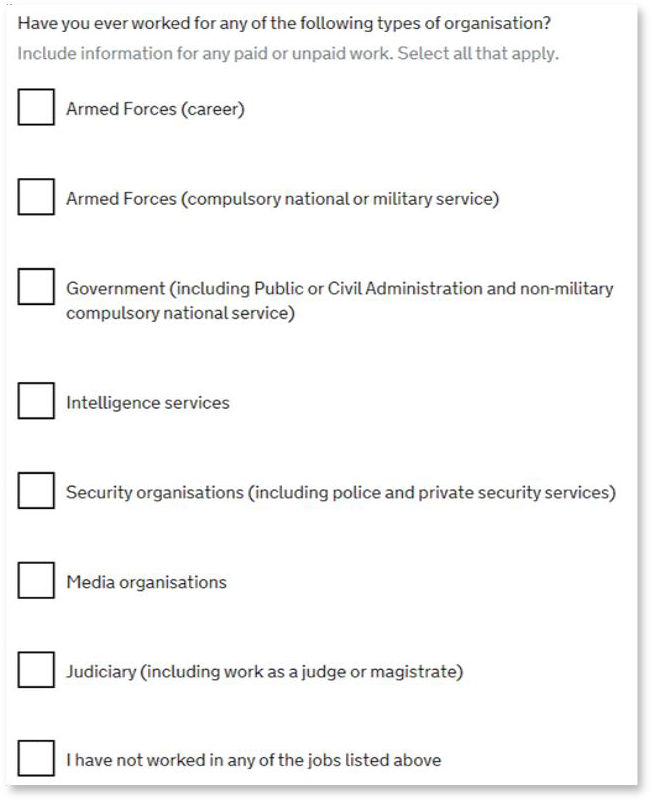 Have you ever worked for any of the following types of organisation?
Include information for any paid or unpaid work. Select all that apply.
Armed Forces (career)
Armed Forces (compulsory national or military service)
Government (including Public or Civil Administration and non-military
compulsory national service)
Intelligence services
Security organisations (including police and private security services)
Media organisations
Judiciary (including work as a judge or magistrate)
I have not worked in any of the jobs listed above